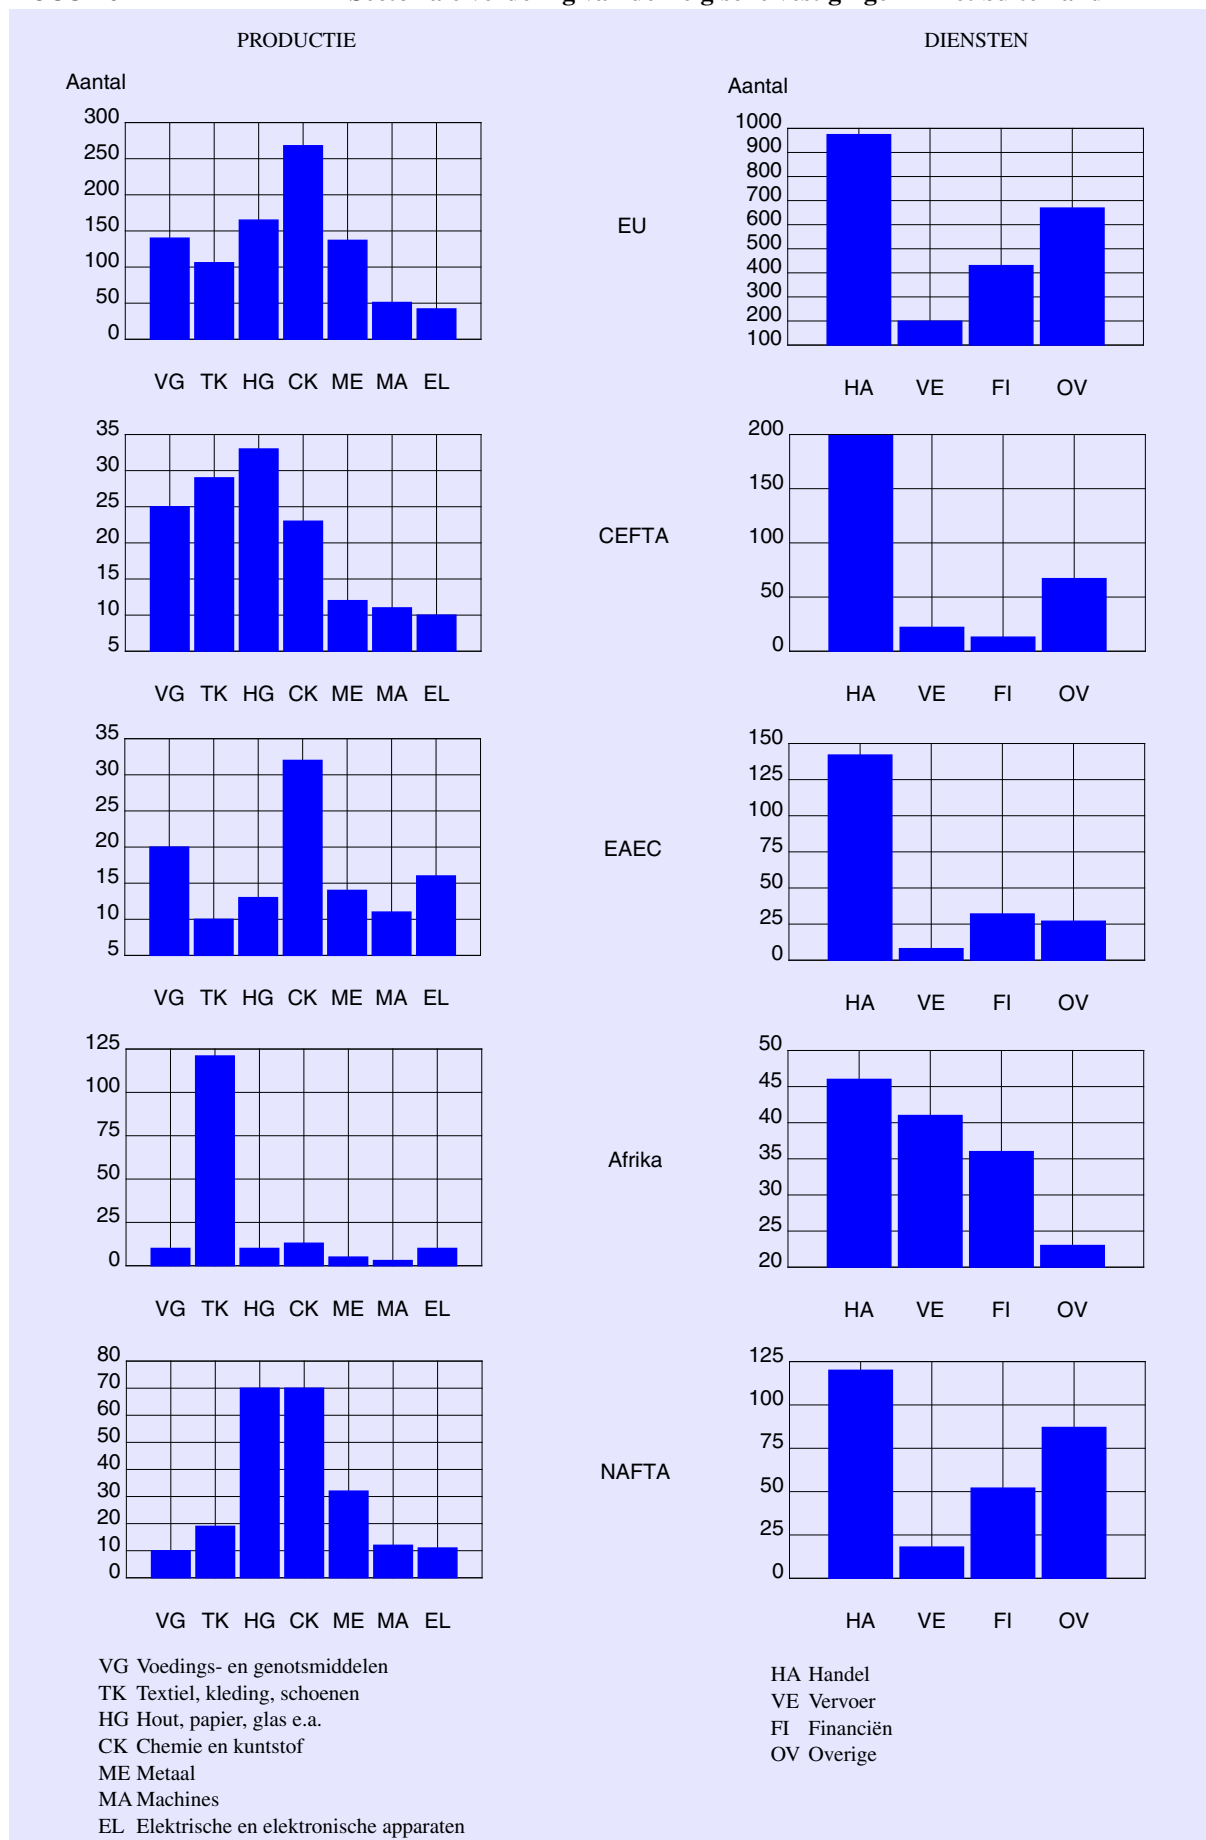 PRODUCTIE
DIENSTEN
Aantal
300
250
200
150
100
50
0
VG TK HG CK ME MA EL
EU
Aantal
1000
900
800
700
600
500
400
300
200
100
HA VE FI OV
35
30
25
20
15
10
5
VG TK HG CK ME MA EL
CEFTA
200
150
100
50
0
HA VE FI OV
35
30
25
20
15
10
5
VG TK HG CK ME MA EL
EAEC
150
125
100
75
50
25
0
HA VE FI OV
125
100
75
50
25
0
VG TK HG CK ME MA EL
Afrika
50
45
40
35
30
25
20
HA VE FI OV
80
70
60
50
40
30
20
10
0
VG TK HG CK ME MA EL
NAFTA
125
100
75
50
25
0
HA VE FI OV
VG Voedings- en genotsmiddelen
TK Textiel, kleding, schoenen
HG Hout, papier, glas e.a.
CK Chemie en kuntstof
ME Metaal
MA Machines
EL Elektrische en elektronische apparaten
HA Handel
VE Vervoer
FI Financiën
OV Overige